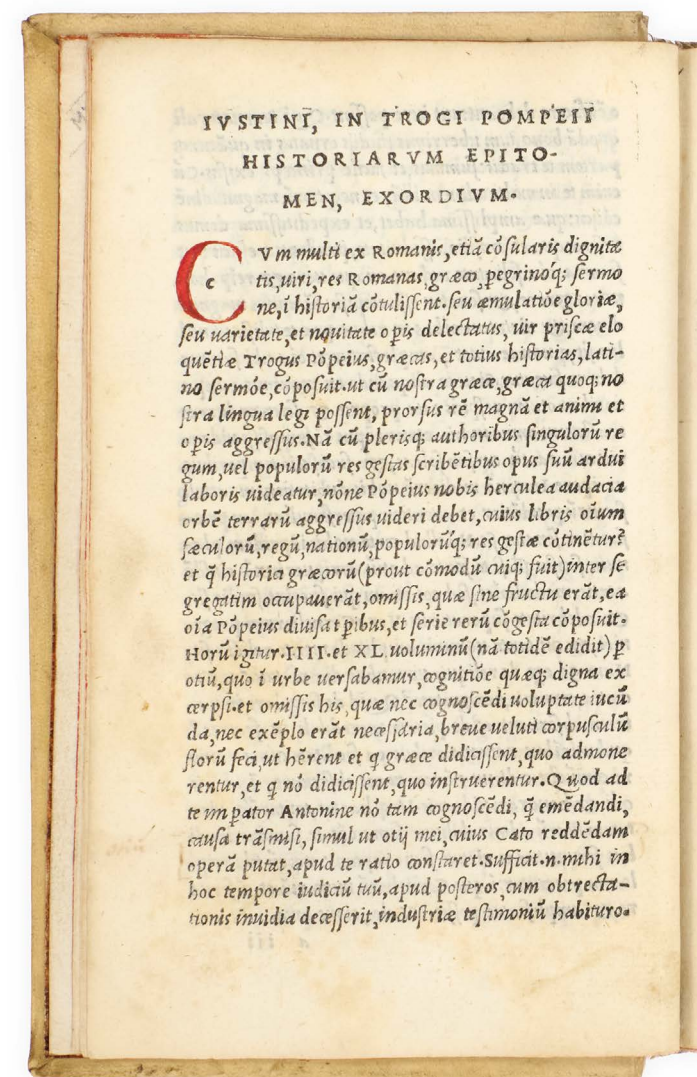 IVSTINI, IN TROGI POMPEII
HISTORIARVM EPITO-
MEN, EXORDIVM.
C Vm multi ex Romanis, etiã cõsularis dignita
tis, uiri, res Romanas, græco, pegrinoq; sermo
ne, ĩ historiã cõtulissent. seu æmulatiõe gloriæ,
seu uarietate, et nouitate opis delectatus, uir priscæ elo
quẽtiæ Trogus Põpeius, græcas, et totius historias, lati-
no sermõe, cõposuit. ut cũ nostra græce, græca quoq; no
stra lingua legi possent, prorsus rẽ magnã et animi et
opis aggressus. Nã cũ plerisq; authoribus singulorũ re
gum, uel populorũ res gestas scribẽtibus opus suũ ardui
laboris uideatur, nõne Põpeius nobis herculea audacia
orbẽ terrarũ aggressus uideri debet, cuius libris oĩum
sæculorũ, regũ, nationũ, populorũq; res gestæ cõtinẽtur?
et q̃ historici græcorũ (prout cõmodũ cuiq; fuit) inter se
gregatim occupauerãt, omissis, quæ sine fructu erãt, ea
oĩa Põpeius diuisa tpibus, et serie rerũ cõgesta cõposuit.
Horũ igitur. IIII. et XL uoluminũ (nã totidẽ edidit) p
otiũ, quo ĩ urbe uersabamur, cognitiõe quæq; digna ex
cerpsi. et omissis his, quæ nec cognoscẽdi uoluptate iucũ
da, nec exẽplo erãt necessaria, breue ueluti corpusculũ
florũ feci, ut hẽrent et q græce didicissent, quo admone
rentur, et q nõ didicissent, quo instruerentur. Quod ad
te impator Antonine nõ tam cognoscẽdi, q̃ emẽdandi,
causa trãsmisi, simul ut otij mei, cuius Cato reddẽdam
operã putat, apud te ratio constaret. Sufficit .n. mihi in
hoc tempore iudiciũ tuũ, apud posteros, cum obtrecta-
tionis inuidia decesserit, industriæ testimoniũ habituro.